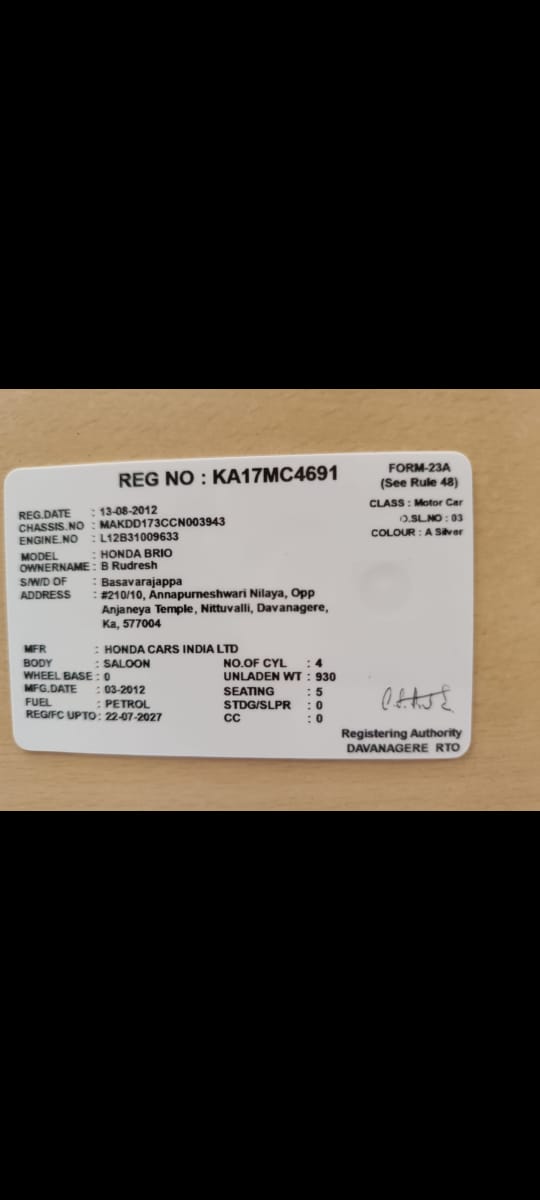 REG NO : KA17MC4691
FORM-23A
(See Rule 48)
REG.DATE : 13-08-2012
CLASS : Motor Car
CHASSIS.NO : MAKDD173CCN003943
O.SL.NO : 03
ENGINE.NO : L12B31009633
COLOUR : A Silver
MODEL : HONDA BRIO
OWNERNAME : B Rudresh
S/W/D OF : Basavarajappa
ADDRESS : #210/10, Annapurneshwari Nilaya, Opp
Anjaneya Temple, Nittuvalli, Davanagere,
Ka, 577004
MFR : HONDA CARS INDIA LTD
BODY : SALOON NO.OF CYL : 4
WHEEL BASE : 0 UNLADEN WT : 930
MFG.DATE : 03-2012 SEATING : 5
FUEL : PETROL STDG/SLPR : 0
REG/FC UPTO : 22-07-2027 CC : 0
Registering Authority
DAVANAGERE RTO